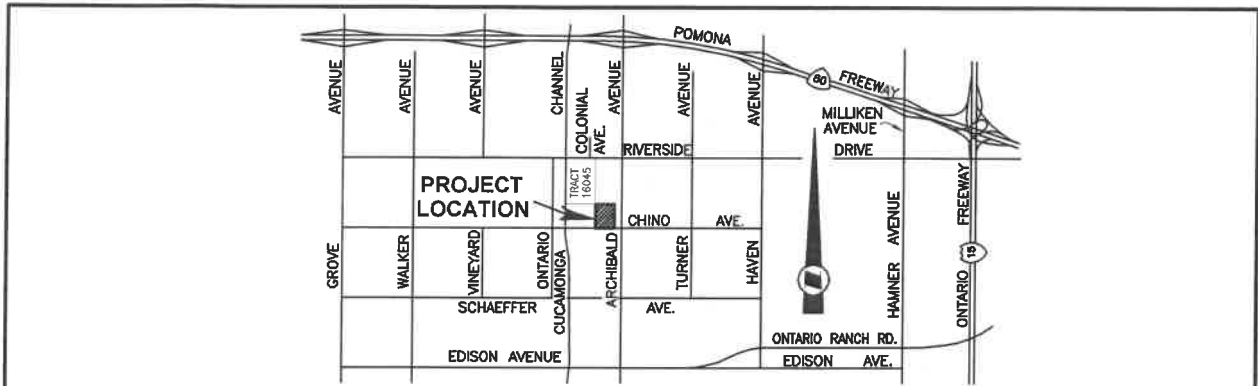 POMONA
FREEWAY
60
GROVE AVENUE
AVENUE
AVENUE
CHANNEL
COLONIAL AVE.
AVENUE
AVENUE
AVENUE
MILLIKEN
AVENUE
RIVERSIDE DRIVE
TRACT
16045
PROJECT
LOCATION
CHINO AVE.
WALKER
VINEYARD
ONTARIO
CUCAMONGA
ARCHIBALD
TURNER
HAVEN
HAMNER AVENUE
ONTARIO FREEWAY
15
SCHAEFFER AVE.
ONTARIO RANCH RD.
EDISON AVENUE
EDISON AVE.